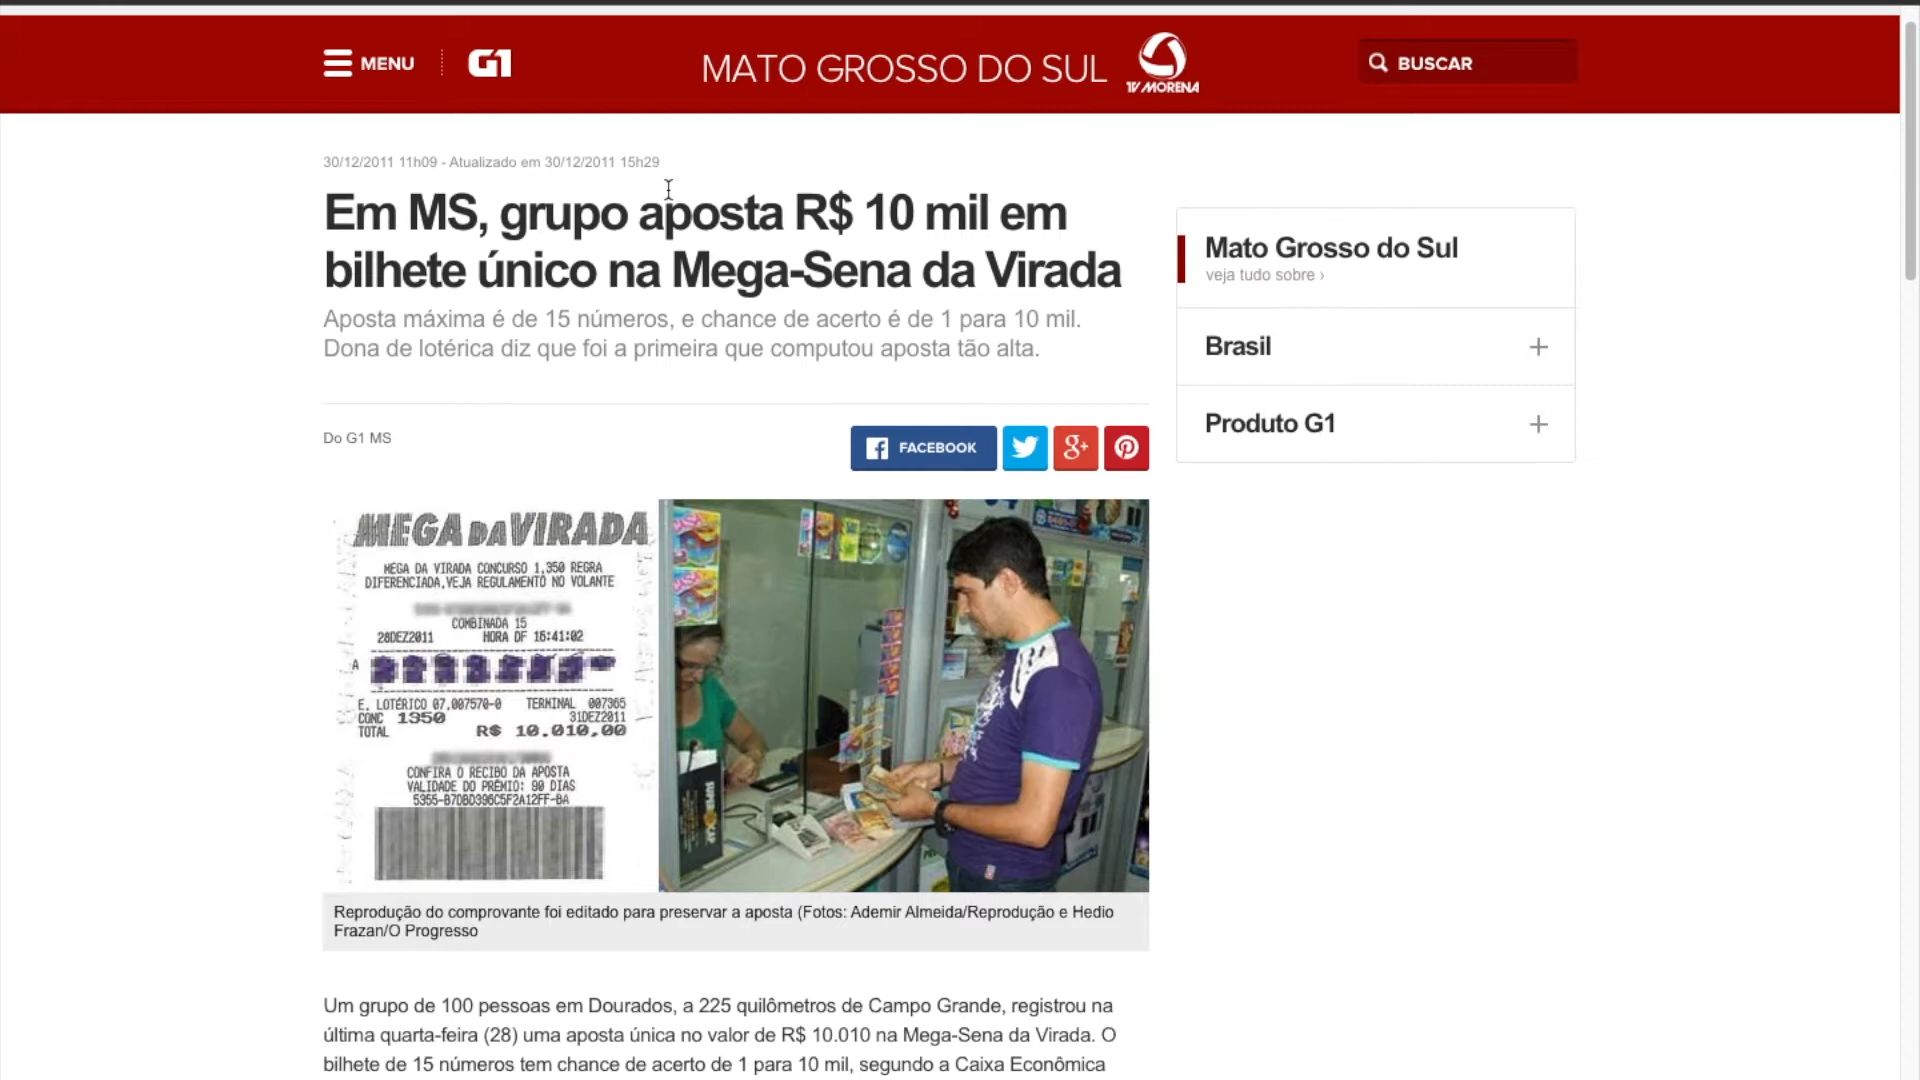 MENU
G1
MATO GROSSO DO SUL
TV MORENA
BUSCAR
30/12/2011 11h09 - Atualizado em 30/12/2011 15h29
Em MS, grupo aposta R$ 10 mil em
bilhete único na Mega-Sena da Virada
Aposta máxima é de 15 números, e chance de acerto é de 1 para 10 mil.
Dona de lotérica diz que foi a primeira que computou aposta tão alta.
Mato Grosso do Sul
veja tudo sobre ›
Brasil
Produto G1
Do G1 MS
FACEBOOK
MEGA DA VIRADA
MEGA DA VIRADA CONCURSO 1,350 REGRA
DIFERENCIADA,VEJA REGULAMENTO NO VOLANTE
COMBINADA 15
28DEZ2011 HORA DF 16:41:02
A
E. LOTÉRICO 07,007570-0 TERMINAL 007365
CONC 1350 31DEZ2011
TOTAL R$ 10.010,00
CONFIRA O RECIBO DA APOSTA
VALIDADE DO PRÊMIO: 90 DIAS
5355-B7DBD396C5F2A12FF-BA
Reprodução do comprovante foi editado para preservar a aposta (Fotos: Ademir Almeida/Reprodução e Hedio
Frazan/O Progresso
Um grupo de 100 pessoas em Dourados, a 225 quilômetros de Campo Grande, registrou na
última quarta-feira (28) uma aposta única no valor de R$ 10.010 na Mega-Sena da Virada. O
bilhete de 15 números tem chance de acerto de 1 para 10 mil, segundo a Caixa Econômica